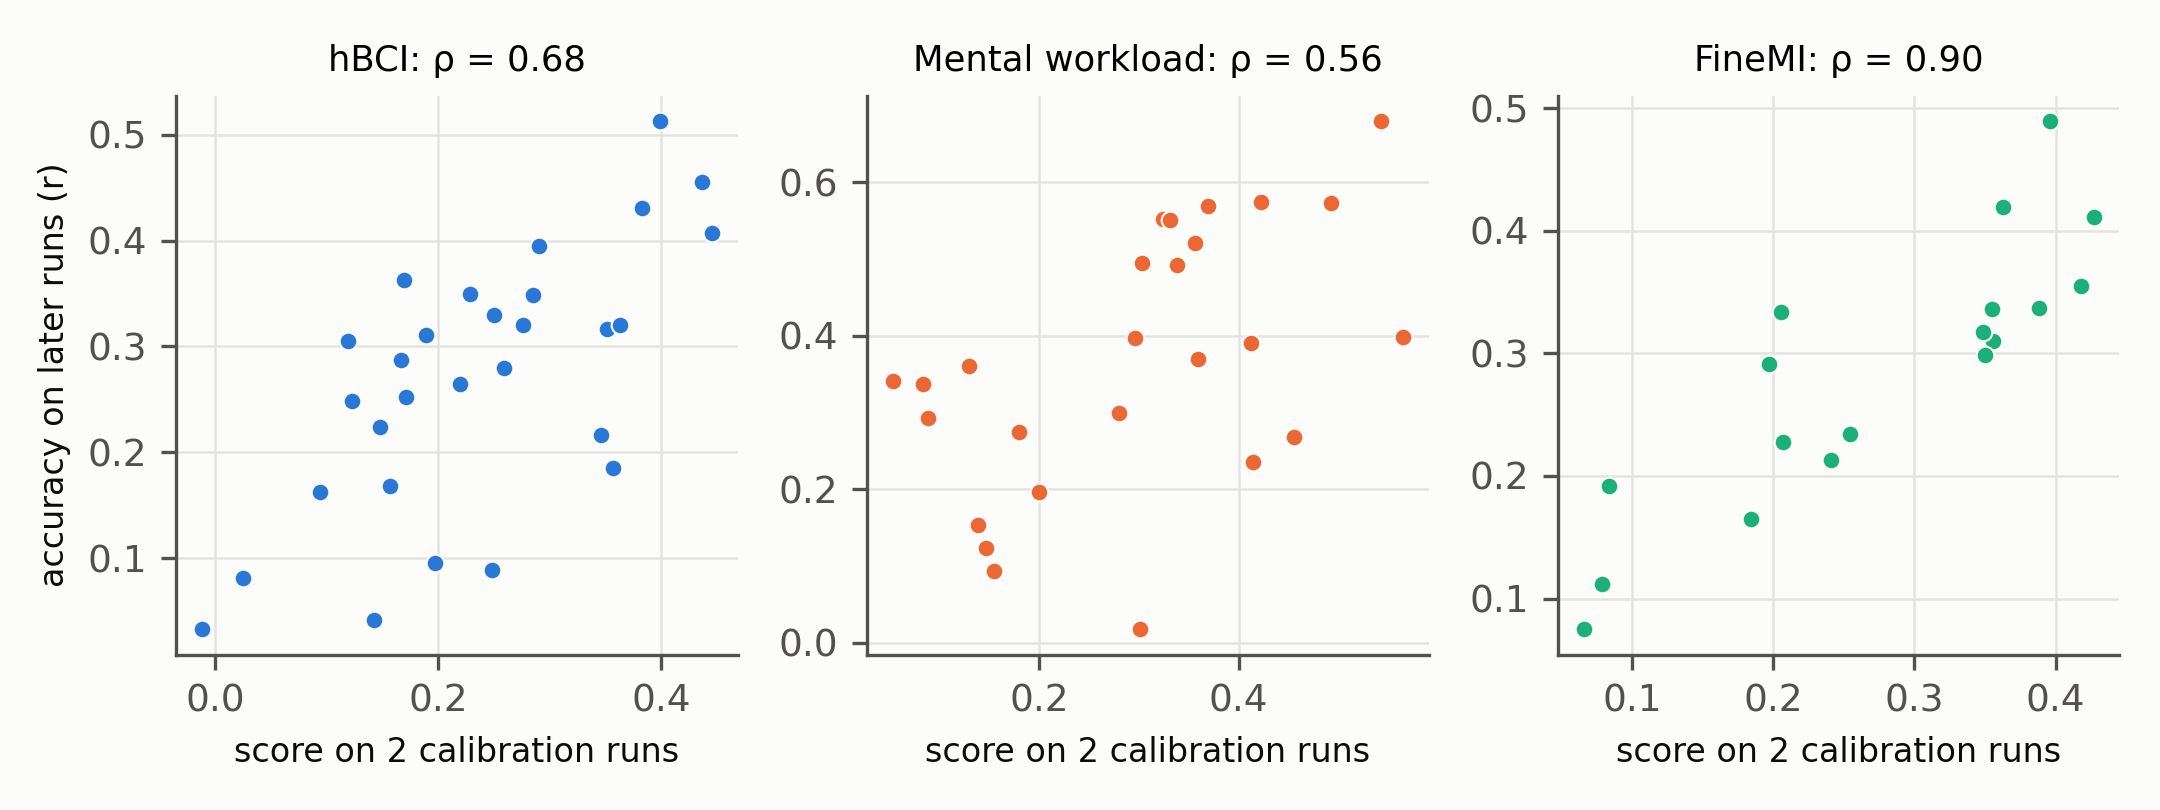 hBCI: ρ = 0.68
accuracy on later runs (r)
0.5
0.4
0.3
0.2
0.1
0.0 0.2 0.4
score on 2 calibration runs
Mental workload: ρ = 0.56
0.6
0.4
0.2
0.0
0.2 0.4
score on 2 calibration runs
FineMI: ρ = 0.90
0.5
0.4
0.3
0.2
0.1
0.1 0.2 0.3 0.4
score on 2 calibration runs